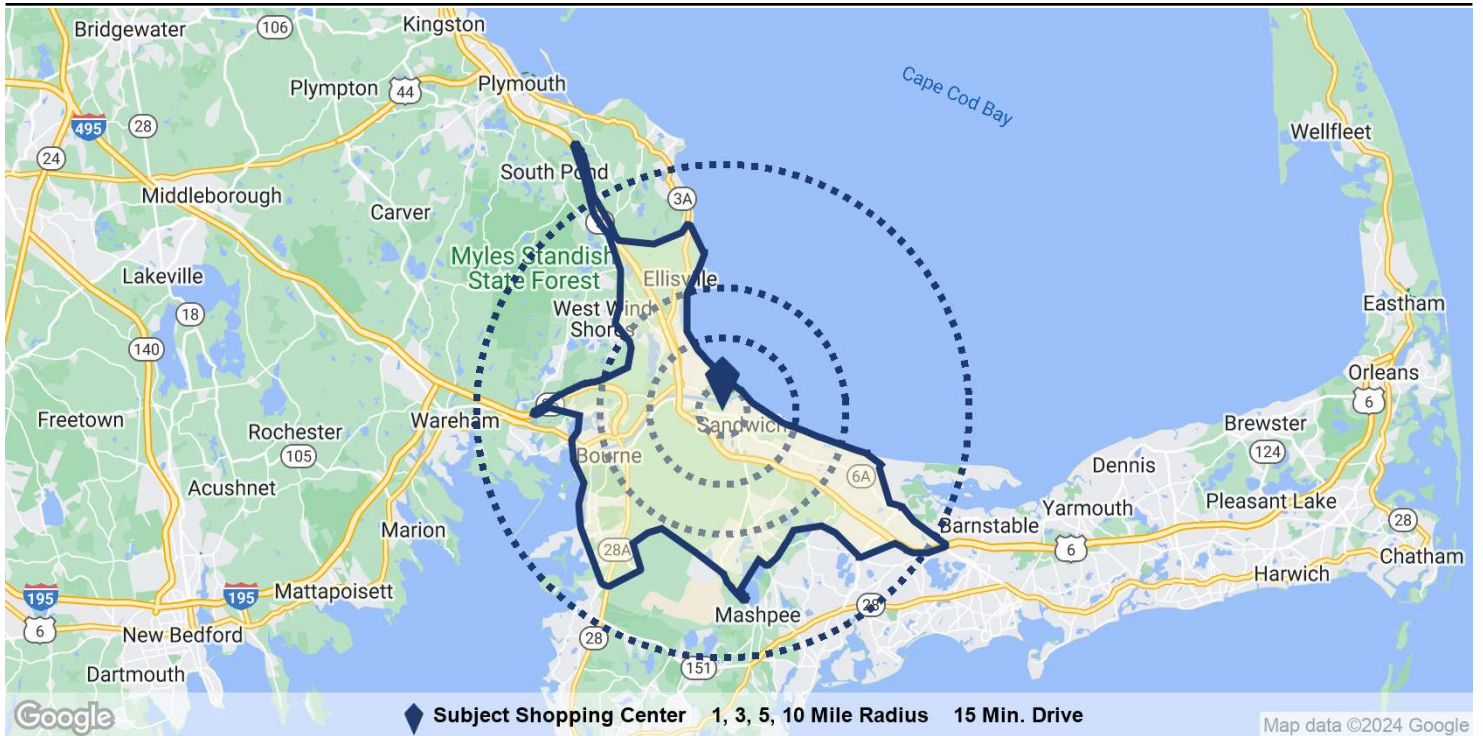 Bridgewater
106
Kingston
Plympton
44
Plymouth
Cape Cod Bay
495
28
24
Wellfleet
South Pond
3A
Middleborough
Carver
Myles Standish
State Forest
Ellisville
Lakeville
18
West Wind
Shores
Eastham
140
Orleans
6
Freetown
Wareham
Rochester
105
Sandwich
Brewster
124
Bourne
Dennis
6A
Acushnet
Yarmouth
Pleasant Lake
Marion
Barnstable
28
28A
6
Chatham
Harwich
195
195
Mattapoisett
Mashpee
28
6
New Bedford
28
151
Dartmouth
Google
Subject Shopping Center 1, 3, 5, 10 Mile Radius 15 Min. Drive
Map data ©2024 Google